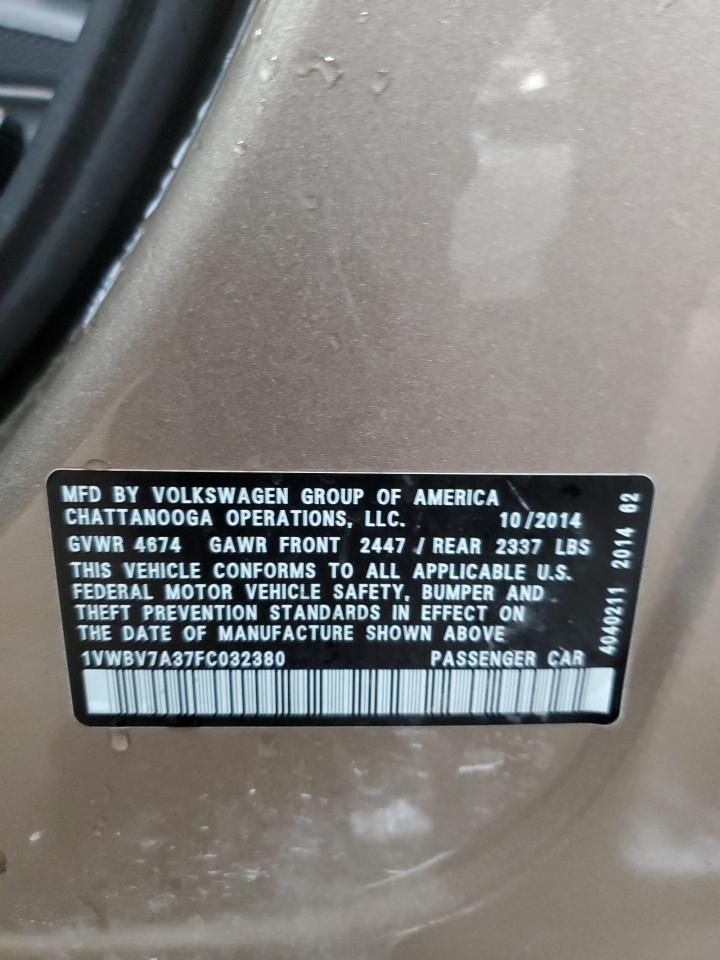 MFD BY VOLKSWAGEN GROUP OF AMERICA
CHATTANOOGA OPERATIONS, LLC. 10/2014
GVWR 4674 GAWR FRONT 2447 / REAR 2337 LBS
THIS VEHICLE CONFORMS TO ALL APPLICABLE U.S.
FEDERAL MOTOR VEHICLE SAFETY, BUMPER AND
THEFT PREVENTION STANDARDS IN EFFECT ON
THE DATE OF MANUFACTURE SHOWN ABOVE
1VWBV7A37FC032380 PASSENGER CAR
4040211 2014 62